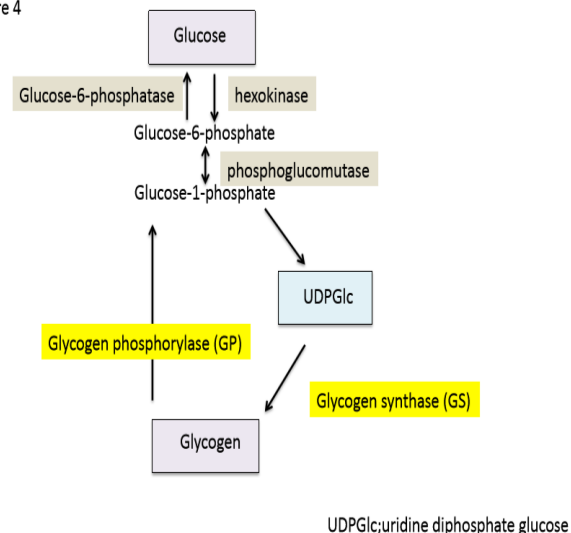 re 4
Glucose
Glucose-6-phosphatase
hexokinase
Glucose-6-phosphate
phosphoglucomutase
Glucose-1-phosphate
UDPGlc
Glycogen phosphorylase (GP)
Glycogen synthase (GS)
Glycogen
UDPGlc;uridine diphosphate glucose